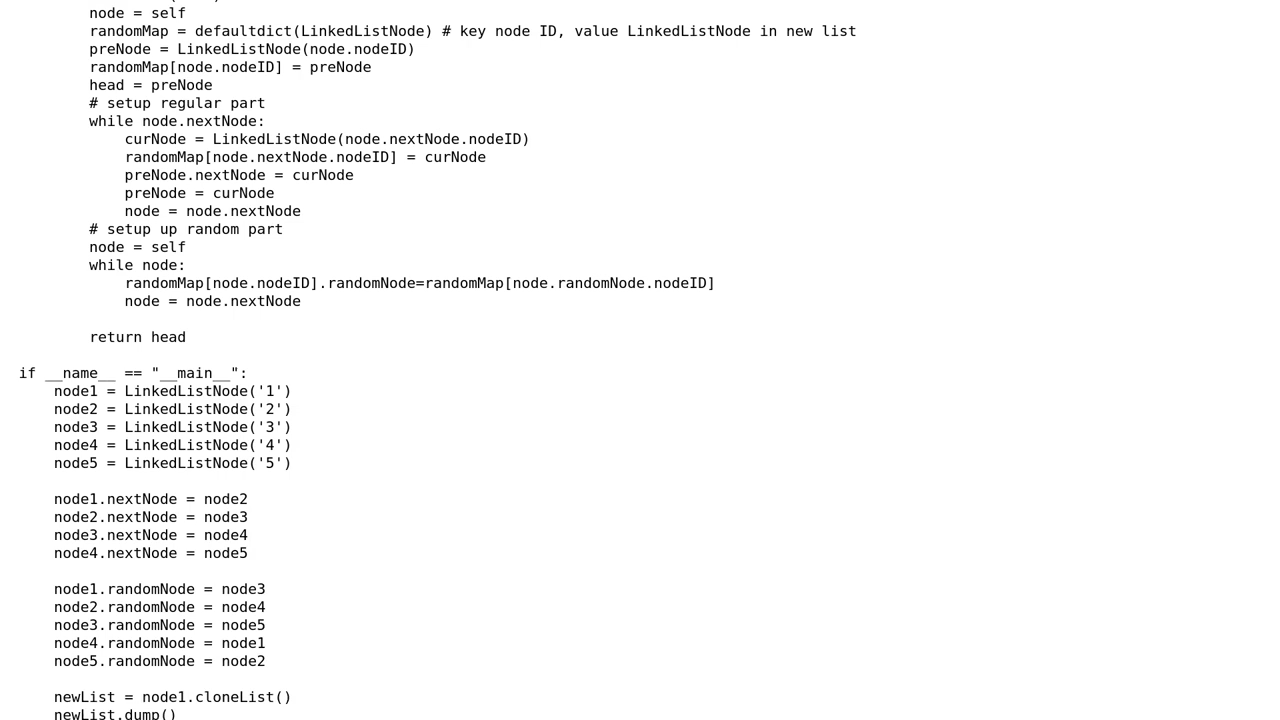 node = self
randomMap = defaultdict(LinkedListNode) # key node ID, value LinkedListNode in new list
preNode = LinkedListNode(node.nodeID)
randomMap[node.nodeID] = preNode
head = preNode
# setup regular part
while node.nextNode:
curNode = LinkedListNode(node.nextNode.nodeID)
randomMap[node.nextNode.nodeID] = curNode
preNode.nextNode = curNode
preNode = curNode
node = node.nextNode
# setup up random part
node = self
while node:
randomMap[node.nodeID].randomNode=randomMap[node.randomNode.nodeID]
node = node.nextNode
return head
if __name__ == "__main__":
node1 = LinkedListNode('1')
node2 = LinkedListNode('2')
node3 = LinkedListNode('3')
node4 = LinkedListNode('4')
node5 = LinkedListNode('5')
node1.nextNode = node2
node2.nextNode = node3
node3.nextNode = node4
node4.nextNode = node5
node1.randomNode = node3
node2.randomNode = node4
node3.randomNode = node5
node4.randomNode = node1
node5.randomNode = node2
newList = node1.cloneList()
newList.dump()